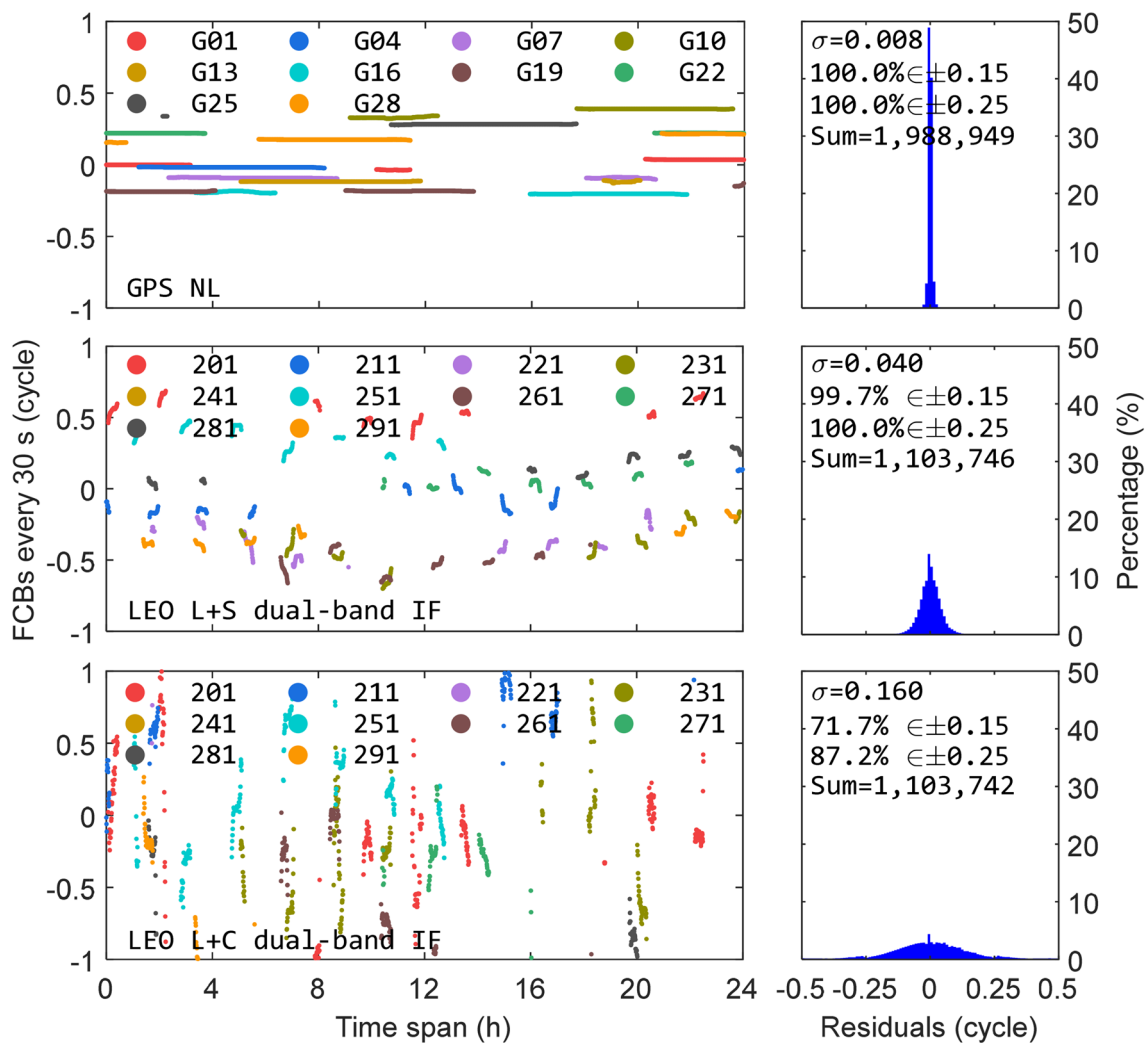 FCBs every 30 s (cycle)
1
0.5
0
-0.5
-1
G01 G04 G07 G10
G13 G16 G19 G22
G25 G28
GPS NL
σ=0.008
100.0%∈±0.15
100.0%∈±0.25
Sum=1,988,949
50
40
30
20
10
0
1
0.5
0
-0.5
-1
201 211 221 231
241 251 261 271
281 291
LEO L+S dual-band IF
σ=0.040
99.7% ∈±0.15
100.0%∈±0.25
Sum=1,103,746
50
40
30
20
10
0
Percentage (%)
1
0.5
0
-0.5
-1
201 211 221 231
241 251 261 271
281 291
LEO L+C dual-band IF
σ=0.160
71.7% ∈±0.15
87.2% ∈±0.25
Sum=1,103,742
50
40
30
20
10
0
0 4 8 12 16 20 24
Time span (h)
-0.5 -0.25 0 0.25 0.5
Residuals (cycle)